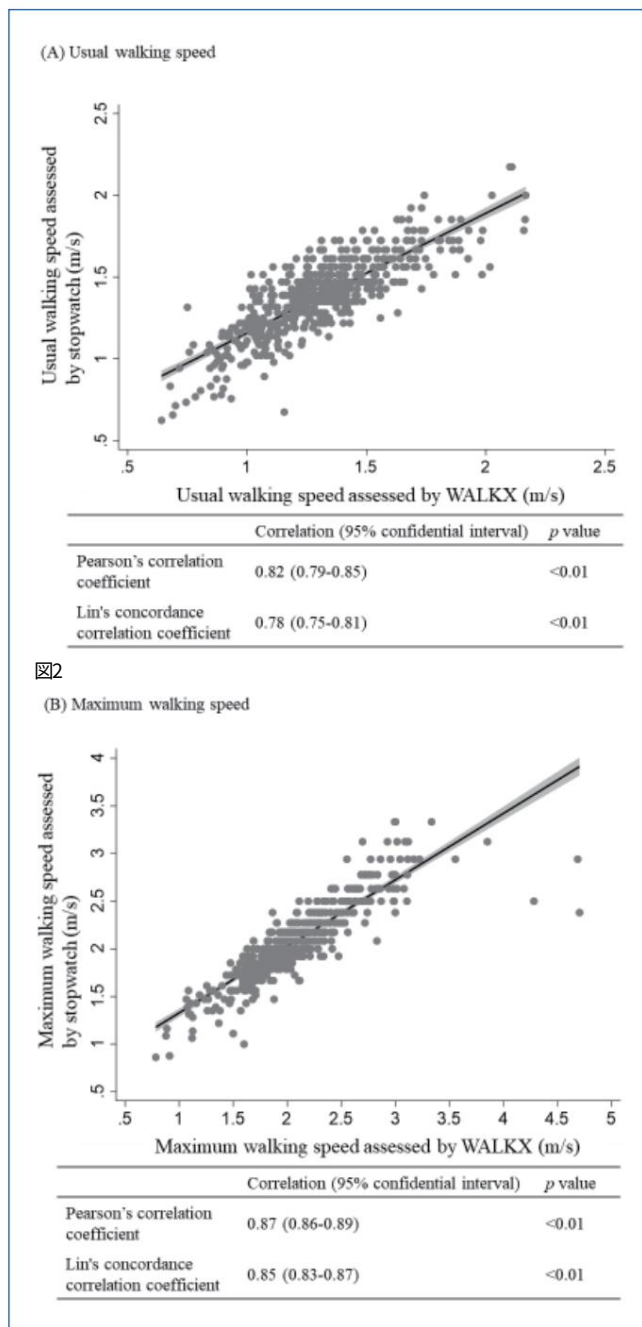 (A) Usual walking speed
Usual walking speed assessed
by stopwatch (m/s)
2.5
2
1.5
1
.5
.5 1 1.5 2 2.5
Usual walking speed assessed by WALKX (m/s)
Correlation (95% confidential interval) p value
Pearson's correlation
coefficient
0.82 (0.79-0.85) <0.01
Lin's concordance
correlation coefficient
0.78 (0.75-0.81) <0.01
図2
(B) Maximum walking speed
Maximum walking speed assessed
by stopwatch (m/s)
4
3.5
3
2.5
2
1.5
1
.5
.5 1 1.5 2 2.5 3 3.5 4 4.5 5
Maximum walking speed assessed by WALKX (m/s)
Correlation (95% confidential interval) p value
Pearson's correlation
coefficient
0.87 (0.86-0.89) <0.01
Lin's concordance
correlation coefficient
0.85 (0.83-0.87) <0.01